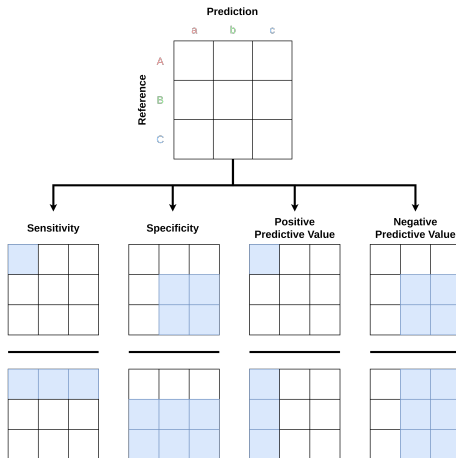 Prediction
a b c
A
B
C
Reference
Sensitivity
Specificity
Positive
Predictive Value
Negative
Predictive Value